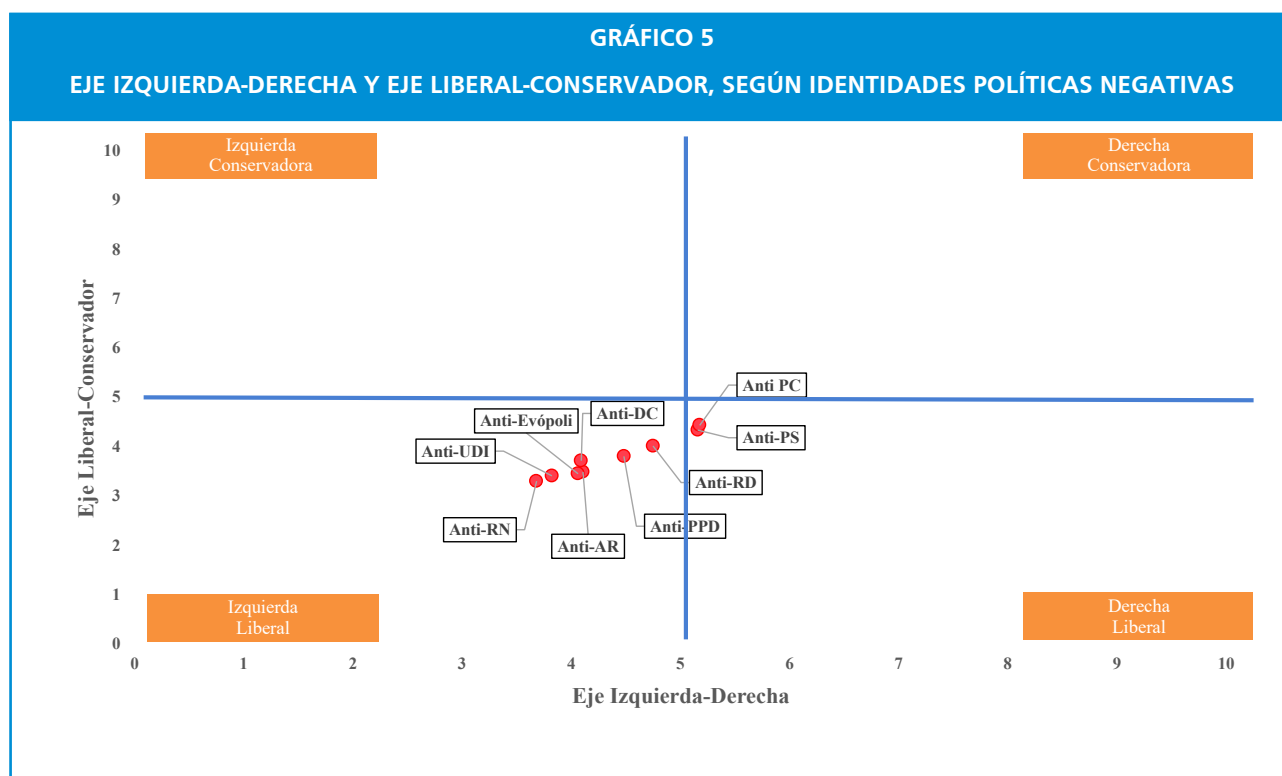 GRÁFICO 5
EJE IZQUIERDA-DERECHA Y EJE LIBERAL-CONSERVADOR, SEGÚN IDENTIDADES POLÍTICAS NEGATIVAS
Izquierda
Conservadora
Derecha
Conservadora
10
9
8
7
6
5
4
3
2
1
0
Eje Liberal-Conservador
Anti PC
Anti-DC
Anti-Evópoli
Anti-PS
Anti-UDI
Anti-RD
Anti-RN
Anti-PPD
Anti-AR
Izquierda
Liberal
Derecha
Liberal
0 1 2 3 4 5 6 7 8 9 10
Eje Izquierda-Derecha